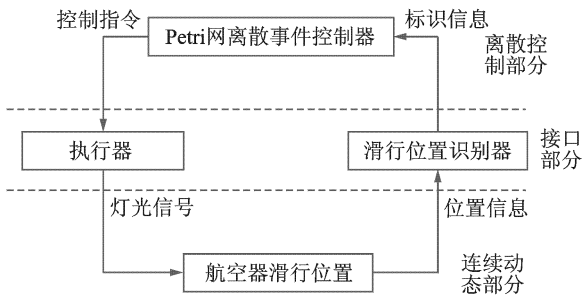 控制指令
Petri网离散事件控制器
标识信息
离散控
制部分
执行器
滑行位置识别器
接口
部分
灯光信号
位置信息
航空器滑行位置
连续动
态部分